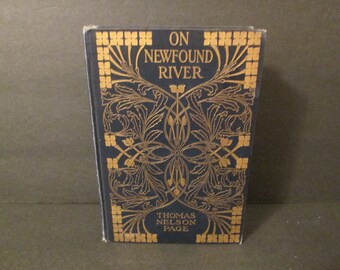 ON
NEWFOUND
RIVER
THOMAS
NELSON
PAGE